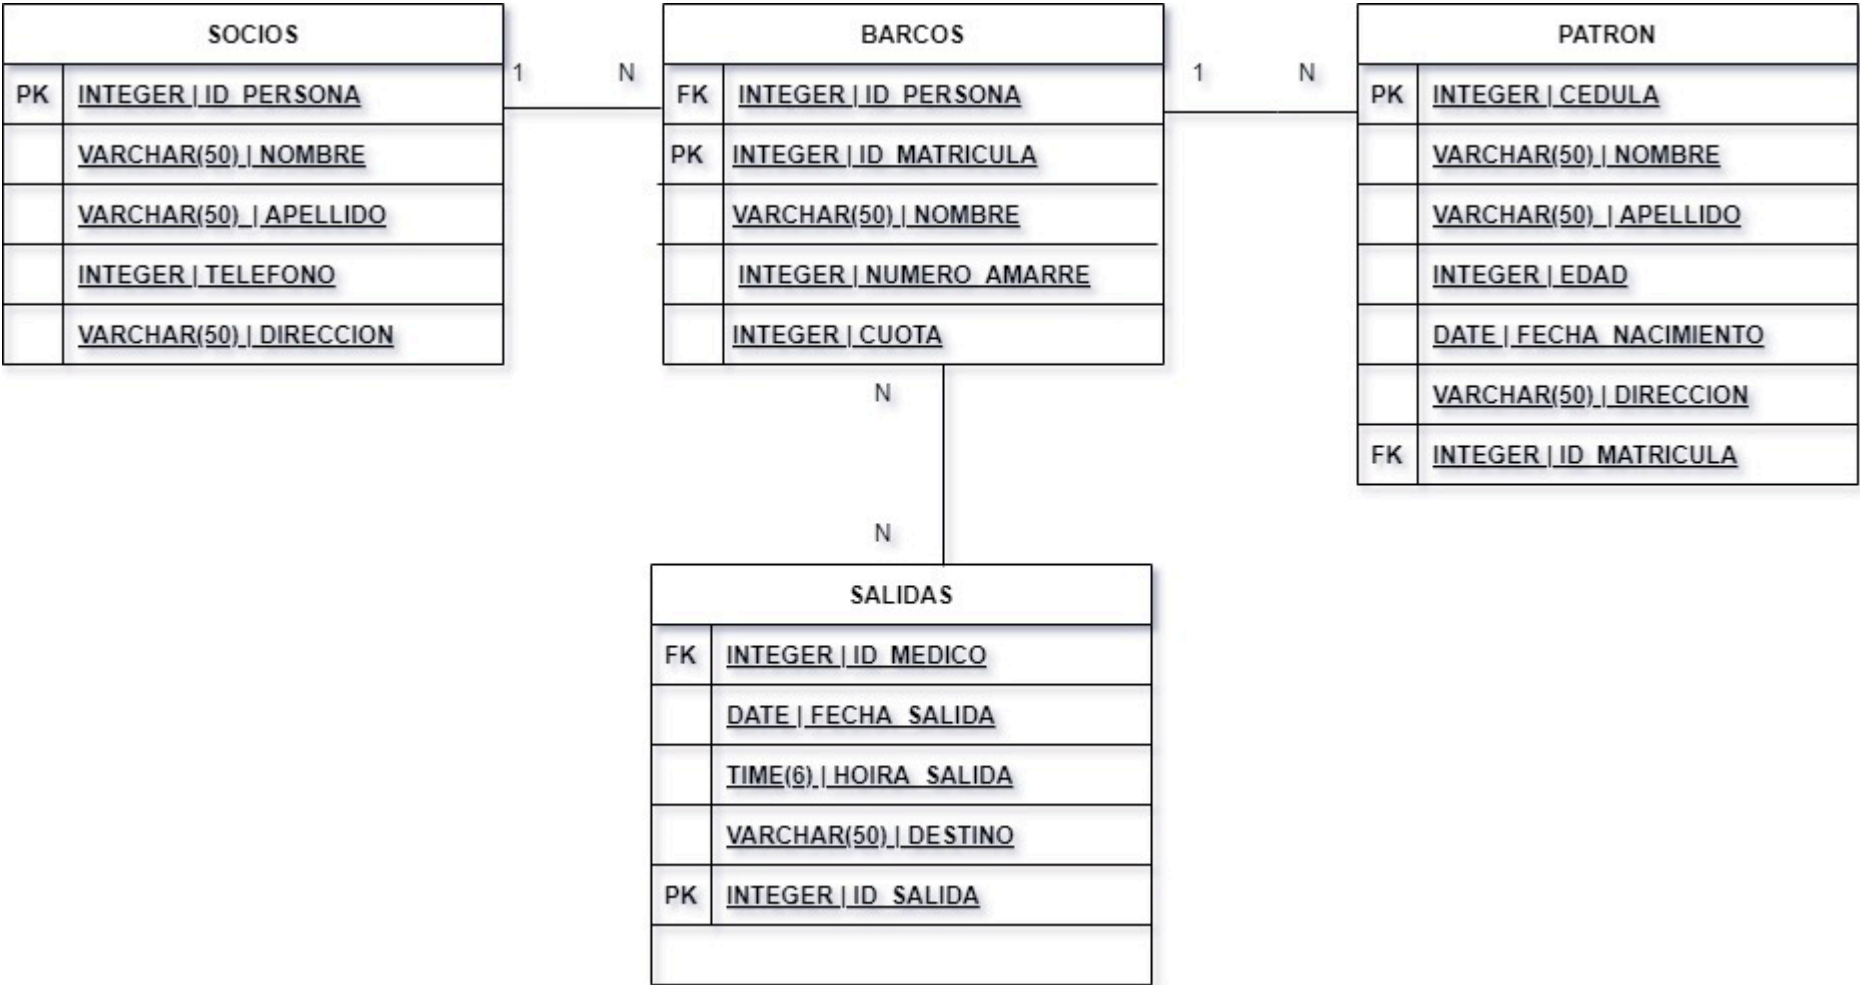 SOCIOS
PK INTEGER | ID_PERSONA
VARCHAR(50) | NOMBRE
VARCHAR(50) | APELLIDO
INTEGER | TELEFONO
VARCHAR(50) | DIRECCION
1 N
BARCOS
FK INTEGER | ID_PERSONA
PK INTEGER | ID_MATRICULA
VARCHAR(50) | NOMBRE
INTEGER | NUMERO_AMARRE
INTEGER | CUOTA
1 N
PATRON
PK INTEGER | CEDULA
VARCHAR(50) | NOMBRE
VARCHAR(50) | APELLIDO
INTEGER | EDAD
DATE | FECHA_NACIMIENTO
VARCHAR(50) | DIRECCION
FK INTEGER | ID_MATRICULA
N
N
SALIDAS
FK INTEGER | ID_MEDICO
DATE | FECHA_SALIDA
TIME(6) | HOIRA_SALIDA
VARCHAR(50) | DESTINO
PK INTEGER | ID_SALIDA